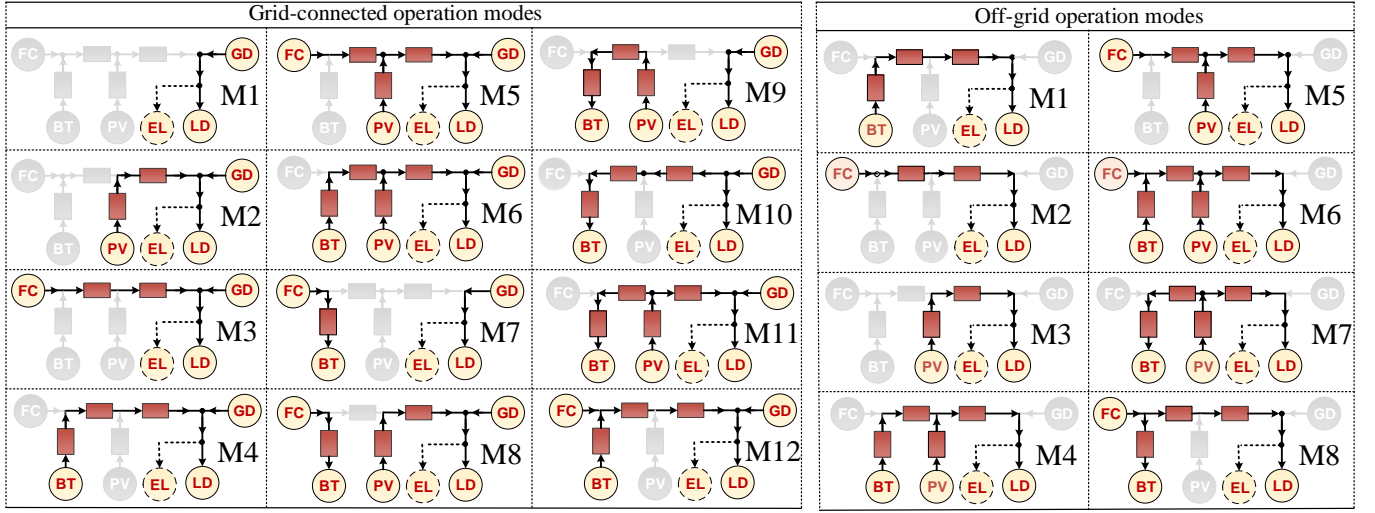 Grid-connected operation modes
Off-grid operation modes
FC GD BT PV EL LD M1
FC GD BT PV EL LD M5
FC GD BT PV EL LD M9
FC GD BT PV EL LD M1
FC GD BT PV EL LD M5
FC GD BT PV EL LD M2
FC GD BT PV EL LD M6
FC GD BT PV EL LD M10
FC GD BT PV EL LD M2
FC GD BT PV EL LD M6
FC GD BT PV EL LD M3
FC GD BT PV EL LD M7
FC GD BT PV EL LD M11
FC GD BT PV EL LD M3
FC GD BT PV EL LD M7
FC GD BT PV EL LD M4
FC GD BT PV EL LD M8
FC GD BT PV EL LD M12
FC GD BT PV EL LD M4
FC GD BT PV EL LD M8